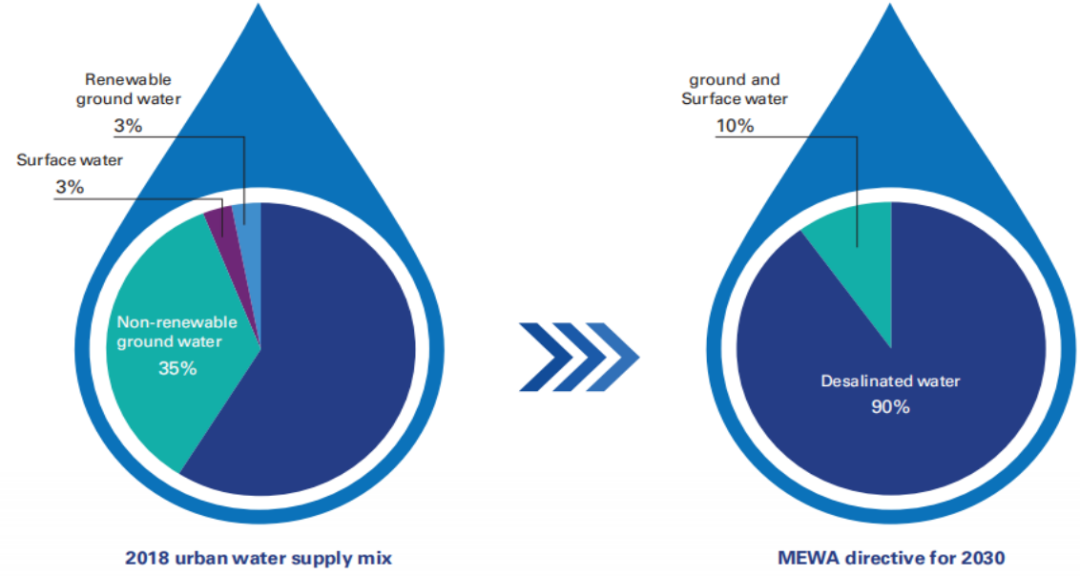 Renewable
ground water
3%
Surface water
3%
Non-renewable
ground water
35%
2018 urban water supply mix
ground and
Surface water
10%
Desalinated water
90%
MEWA directive for 2030